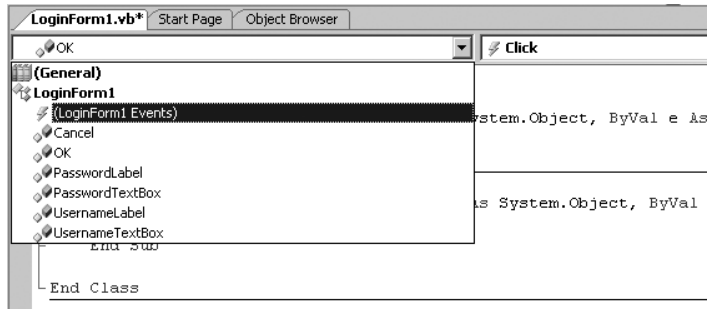 LoginForm1.vb* Start Page Object Browser
OK Click
(General)
LoginForm1
(LoginForm1 Events)
ystem.Object, ByVal e As
Cancel
OK
PasswordLabel
PasswordTextBox
UsernameLabel
s System.Object, ByVal
UsernameTextBox
End Sub
End Class